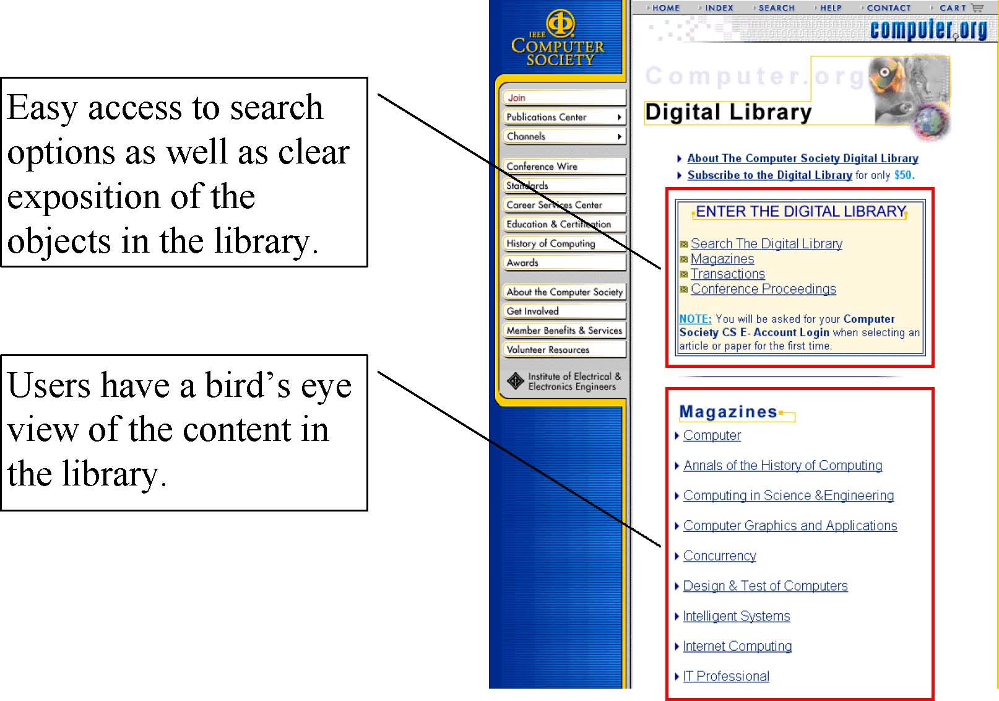 Easy access to search
options as well as clear
exposition of the
objects in the library.
Users have a bird's eye
view of the content in
the library.
IEEE
COMPUTER
SOCIETY
Join
Publications Center
Channels
Conference Wire
Standards
Career Services Center
Education & Certification
History of Computing
Awards
About the Computer Society
Get Involved
Member Benefits & Services
Volunteer Resources
Institute of Electrical &
Electronics Engineers
HOME INDEX SEARCH HELP CONTACT CART
computer.org
Computer.org
Digital Library
About The Computer Society Digital Library
Subscribe to the Digital Library for only $50.
ENTER THE DIGITAL LIBRARY
Search The Digital Library
Magazines
Transactions
Conference Proceedings
NOTE: You will be asked for your Computer
Society CS E- Account Login when selecting an
article or paper for the first time.
Magazines
Computer
Annals of the History of Computing
Computing in Science &Engineering
Computer Graphics and Applications
Concurrency
Design & Test of Computers
Intelligent Systems
Internet Computing
IT Professional